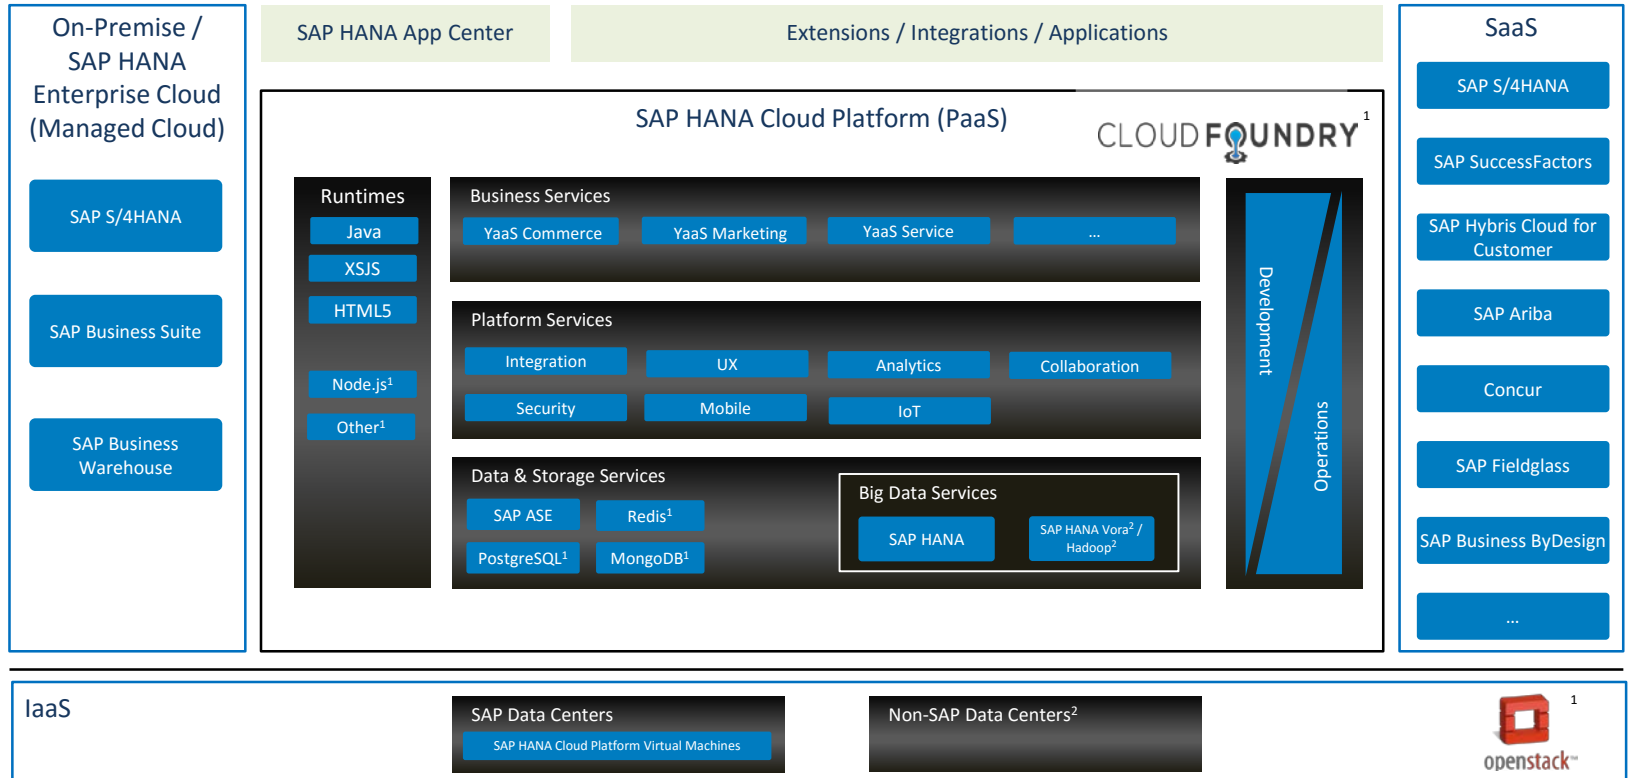 On-Premise /
SAP HANA
Enterprise Cloud
(Managed Cloud)
SAP S/4HANA
SAP Business Suite
SAP Business
Warehouse
SAP HANA App Center
Extensions / Integrations / Applications
SAP HANA Cloud Platform (PaaS)
CLOUD FOUNDRY 1
Runtimes
Java
XSJS
HTML5
Node.js1
Other1
Business Services
YaaS Commerce
YaaS Marketing
YaaS Service
...
Platform Services
Integration
UX
Analytics
Collaboration
Security
Mobile
IoT
Data & Storage Services
SAP ASE
Redis1
PostgreSQL1
MongoDB1
Big Data Services
SAP HANA
SAP HANA Vora2 /
Hadoop2
Development
Operations
SaaS
SAP S/4HANA
SAP SuccessFactors
SAP Hybris Cloud for
Customer
SAP Ariba
Concur
SAP Fieldglass
SAP Business ByDesign
...
IaaS
SAP Data Centers
SAP HANA Cloud Platform Virtual Machines
Non-SAP Data Centers2
1
openstack™